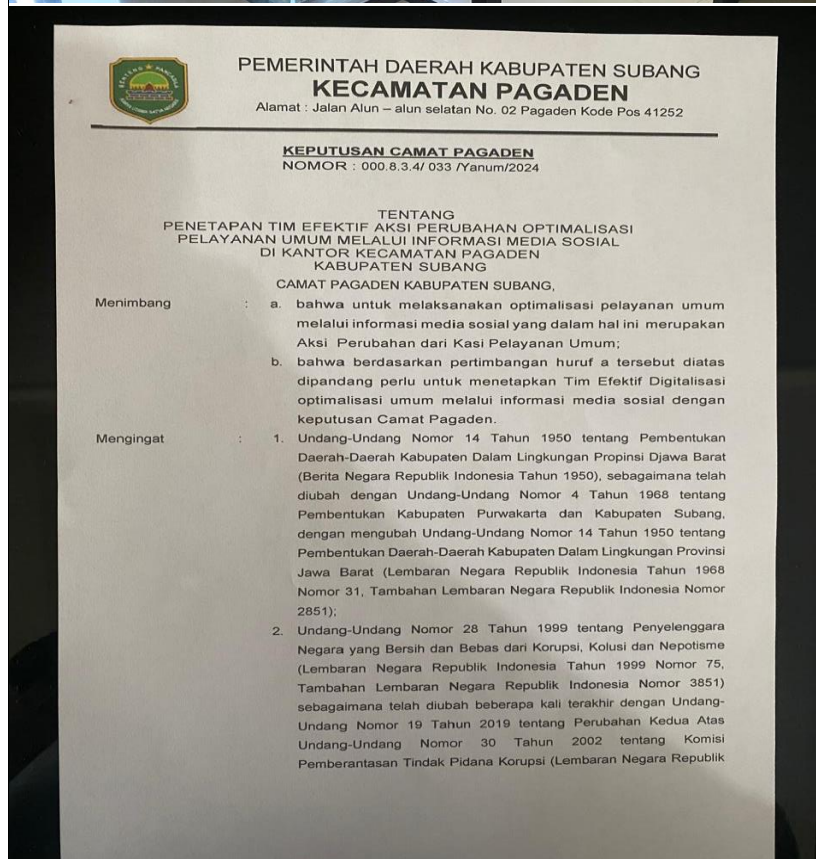 PEMERINTAH DAERAH KABUPATEN SUBANG
KECAMATAN PAGADEN
Alamat : Jalan Alun – alun selatan No. 02 Pagaden Kode Pos 41252
KEPUTUSAN CAMAT PAGADEN
NOMOR : 000.8.3.4/ 033 /Yanum/2024
TENTANG
PENETAPAN TIM EFEKTIF AKSI PERUBAHAN OPTIMALISASI
PELAYANAN UMUM MELALUI INFORMASI MEDIA SOSIAL
DI KANTOR KECAMATAN PAGADEN
KABUPATEN SUBANG
CAMAT PAGADEN KABUPATEN SUBANG,
Menimbang : a. bahwa untuk melaksanakan optimalisasi pelayanan umum
melalui informasi media sosial yang dalam hal ini merupakan
Aksi Perubahan dari Kasi Pelayanan Umum;
b. bahwa berdasarkan pertimbangan huruf a tersebut diatas
dipandang perlu untuk menetapkan Tim Efektif Digitalisasi
optimalisasi umum melalui informasi media sosial dengan
keputusan Camat Pagaden.
Mengingat : 1. Undang-Undang Nomor 14 Tahun 1950 tentang Pembentukan
Daerah-Daerah Kabupaten Dalam Lingkungan Propinsi Djawa Barat
(Berita Negara Republik Indonesia Tahun 1950), sebagaimana telah
diubah dengan Undang-Undang Nomor 4 Tahun 1968 tentang
Pembentukan Kabupaten Purwakarta dan Kabupaten Subang,
dengan mengubah Undang-Undang Nomor 14 Tahun 1950 tentang
Pembentukan Daerah-Daerah Kabupaten Dalam Lingkungan Provinsi
Jawa Barat (Lembaran Negara Republik Indonesia Tahun 1968
Nomor 31, Tambahan Lembaran Negara Republik Indonesia Nomor
2851);
2. Undang-Undang Nomor 28 Tahun 1999 tentang Penyelenggara
Negara yang Bersih dan Bebas dari Korupsi, Kolusi dan Nepotisme
(Lembaran Negara Republik Indonesia Tahun 1999 Nomor 75,
Tambahan Lembaran Negara Republik Indonesia Nomor 3851)
sebagaimana telah diubah beberapa kali terakhir dengan Undang-
Undang Nomor 19 Tahun 2019 tentang Perubahan Kedua Atas
Undang-Undang Nomor 30 Tahun 2002 tentang Komisi
Pemberantasan Tindak Pidana Korupsi (Lembaran Negara Republik